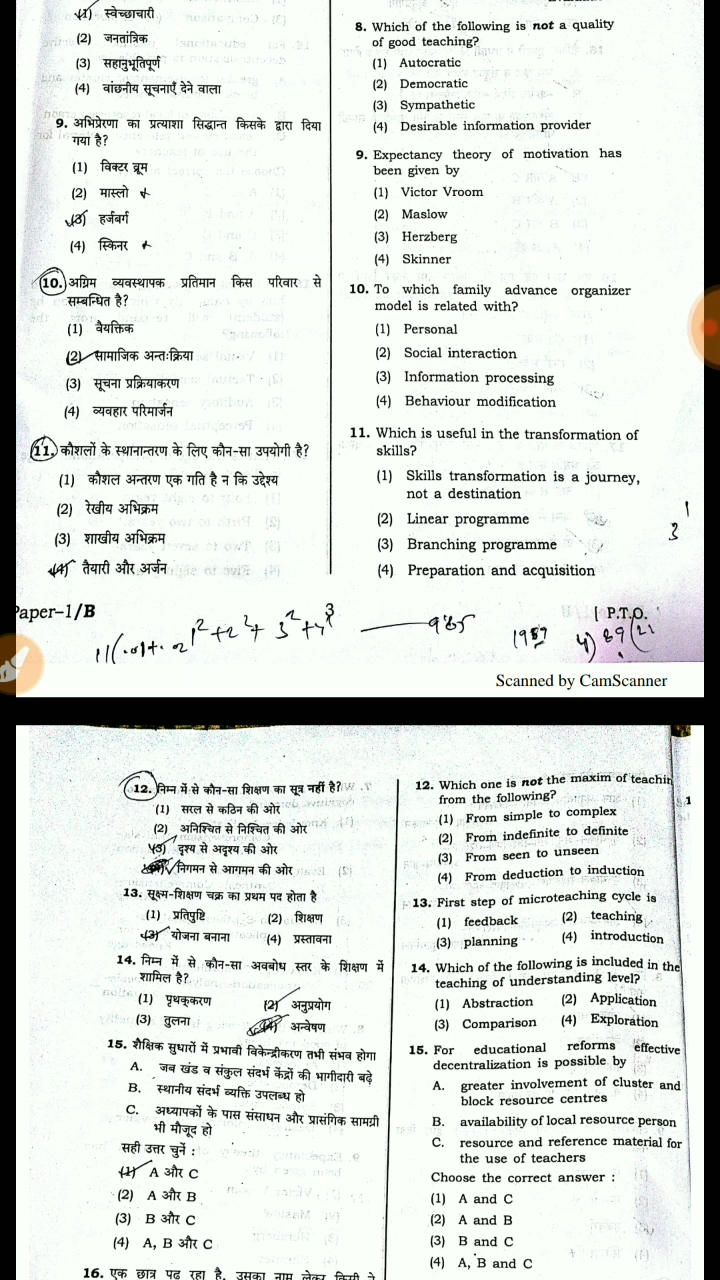 (1) स्वेच्छाचारी
(2) जनतांत्रिक
(3) सहानुभूतिपूर्ण
(4) वांछनीय सूचनाएँ देने वाला
9. अभिप्रेरणा का प्रत्याशा सिद्धान्त किसके द्वारा दिया
गया है?
(1) विक्टर व्रूम
(2) मास्लो
(3) हर्जबर्ग
(4) स्किनर
10. अग्रिम व्यवस्थापक प्रतिमान किस परिवार से
सम्बन्धित है?
(1) वैयक्तिक
(2) सामाजिक अन्तःक्रिया
(3) सूचना प्रक्रियाकरण
(4) व्यवहार परिमार्जन
11. कौशलों के स्थानान्तरण के लिए कौन-सा उपयोगी है?
(1) कौशल अन्तरण एक गति है न कि उद्देश्य
(2) रेखीय अभिक्रम
(3) शाखीय अभिक्रम
(4) तैयारी और अर्जन
8. Which of the following is not a quality
of good teaching?
(1) Autocratic
(2) Democratic
(3) Sympathetic
(4) Desirable information provider
9. Expectancy theory of motivation has
been given by
(1) Victor Vroom
(2) Maslow
(3) Herzberg
(4) Skinner
10. To which family advance organizer
model is related with?
(1) Personal
(2) Social interaction
(3) Information processing
(4) Behaviour modification
11. Which is useful in the transformation of
skills?
(1) Skills transformation is a journey,
not a destination
(2) Linear programme
(3) Branching programme
(4) Preparation and acquisition
Paper-1/B
[ P.T.O.
Scanned by CamScanner
12. निम्न में से कौन-सा शिक्षण का सूत्र नहीं है?
(1) सरल से कठिन की ओर
(2) अनिश्चित से निश्चित की ओर
(3) दृश्य से अदृश्य की ओर
निगमन से आगमन की ओर
13. सूक्ष्म-शिक्षण चक्र का प्रथम पद होता है
(1) प्रतिपुष्टि (2) शिक्षण
(3) योजना बनाना (4) प्रस्तावना
14. निम्न में से कौन-सा अवबोध स्तर के शिक्षण में
शामिल है?
(1) पृथक्करण (2) अनुप्रयोग
(3) तुलना (4) अन्वेषण
15. शैक्षिक सुधारों में प्रभावी विकेन्द्रीकरण तभी संभव होगा
A. जब खंड व संकुल संदर्भ केंद्रों की भागीदारी बढ़े
B. स्थानीय संदर्भ व्यक्ति उपलब्ध हो
C. अध्यापकों के पास संसाधन और प्रासंगिक सामग्री
भी मौजूद हो
सही उत्तर चुनें :
(1) A और C
(2) A और B
(3) B और C
(4) A, B और C
16. एक छात्र पढ़ रहा है, उसका नाम लेकर किसी ने
12. Which one is not the maxim of teachin
from the following?
(1) From simple to complex
(2) From indefinite to definite
(3) From seen to unseen
(4) From deduction to induction
13. First step of microteaching cycle is
(1) feedback (2) teaching
(3) planning (4) introduction
14. Which of the following is included in the
teaching of understanding level?
(1) Abstraction (2) Application
(3) Comparison (4) Exploration
15. For educational reforms effective
decentralization is possible by
A. greater involvement of cluster and
block resource centres
B. availability of local resource person
C. resource and reference material for
the use of teachers
Choose the correct answer :
(1) A and C
(2) A and B
(3) B and C
(4) A, B and C